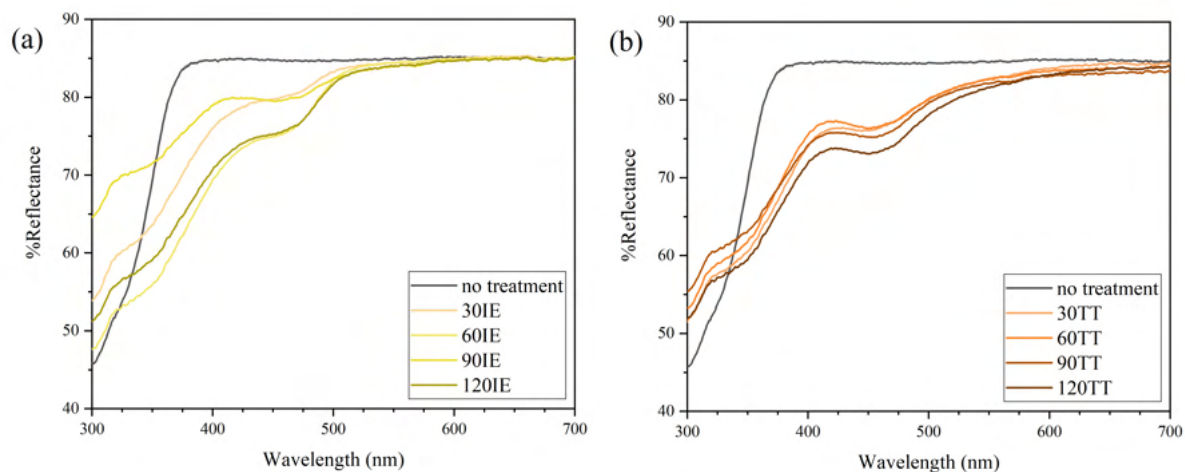 (a)
90
80
70
60
50
40
%Reflectance
no treatment
30IE
60IE
90IE
120IE
300 400 500 600 700
Wavelength (nm)
(b)
90
80
70
60
50
40
%Reflectance
no treatment
30TT
60TT
90TT
120TT
300 400 500 600 700
Wavelength (nm)